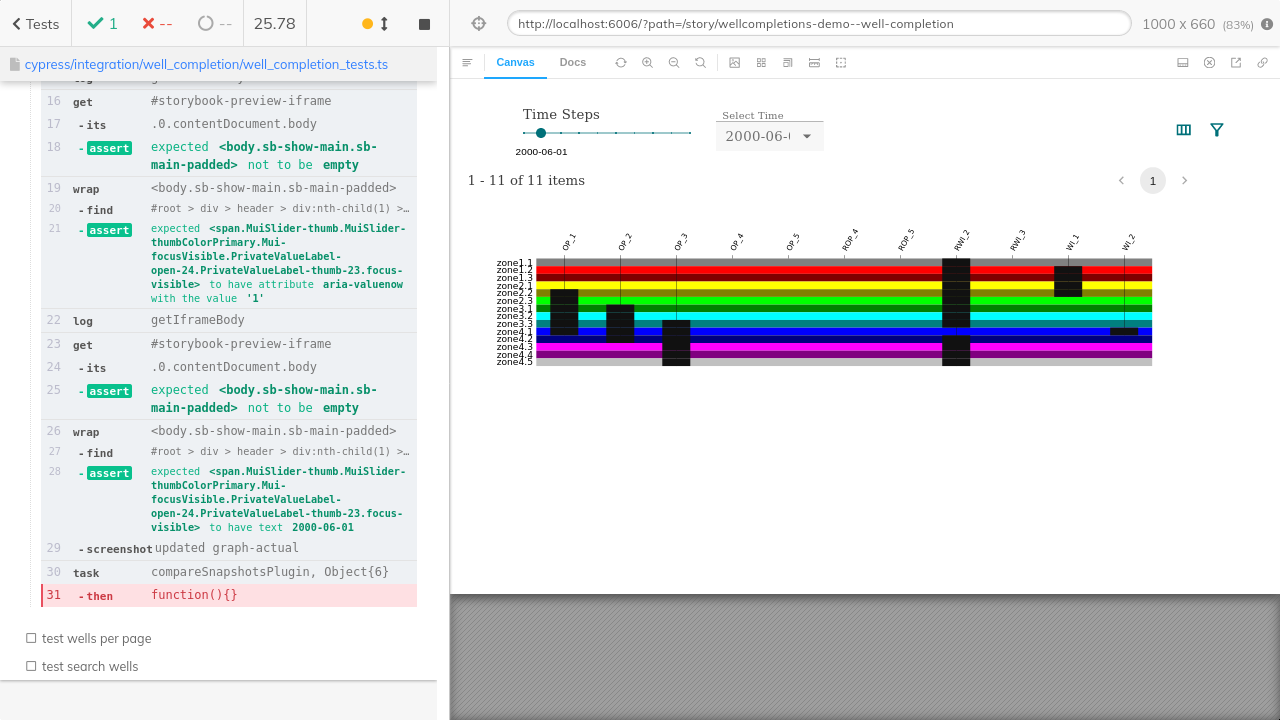 Tests
1
--
--
25.78
http://localhost:6006/?path=/story/wellcompletions-demo--well-completion
1000 x 660 (83%)
cypress/integration/well_completion/well_completion_tests.ts
16 get #storybook-preview-iframe
17 -its .0.contentDocument.body
18 -assert expected <body.sb-show-main.sb-
main-padded> not to be empty
19 wrap <body.sb-show-main.sb-main-padded>
20 -find #root > div > header > div:nth-child(1) >…
21 -assert expected <span.MuiSlider-thumb.MuiSlider-
thumbColorPrimary.Mui-
focusVisible.PrivateValueLabel-
open-24.PrivateValueLabel-thumb-23.focus-
visible> to have attribute aria-valuenow
with the value '1'
22 log getIframeBody
23 get #storybook-preview-iframe
24 -its .0.contentDocument.body
25 -assert expected <body.sb-show-main.sb-
main-padded> not to be empty
26 wrap <body.sb-show-main.sb-main-padded>
27 -find #root > div > header > div:nth-child(1) >…
28 -assert expected <span.MuiSlider-thumb.MuiSlider-
thumbColorPrimary.Mui-
focusVisible.PrivateValueLabel-
open-24.PrivateValueLabel-thumb-23.focus-
visible> to have text 2000-06-01
29 -screenshot updated graph-actual
30 task compareSnapshotsPlugin, Object{6}
31 -then function(){}
test wells per page
test search wells
Canvas
Docs
Time Steps
2000-06-01
Select Time
2000-06-
1 - 11 of 11 items
1
OP_1
OP_2
OP_3
OP_4
OP_5
ROP_4
ROP_5
RWI_2
RWI_3
WI_1
WI_2
zone1.1
zone1.2
zone1.3
zone2.1
zone2.2
zone2.3
zone3.1
zone3.2
zone3.3
zone4.1
zone4.2
zone4.3
zone4.4
zone4.5